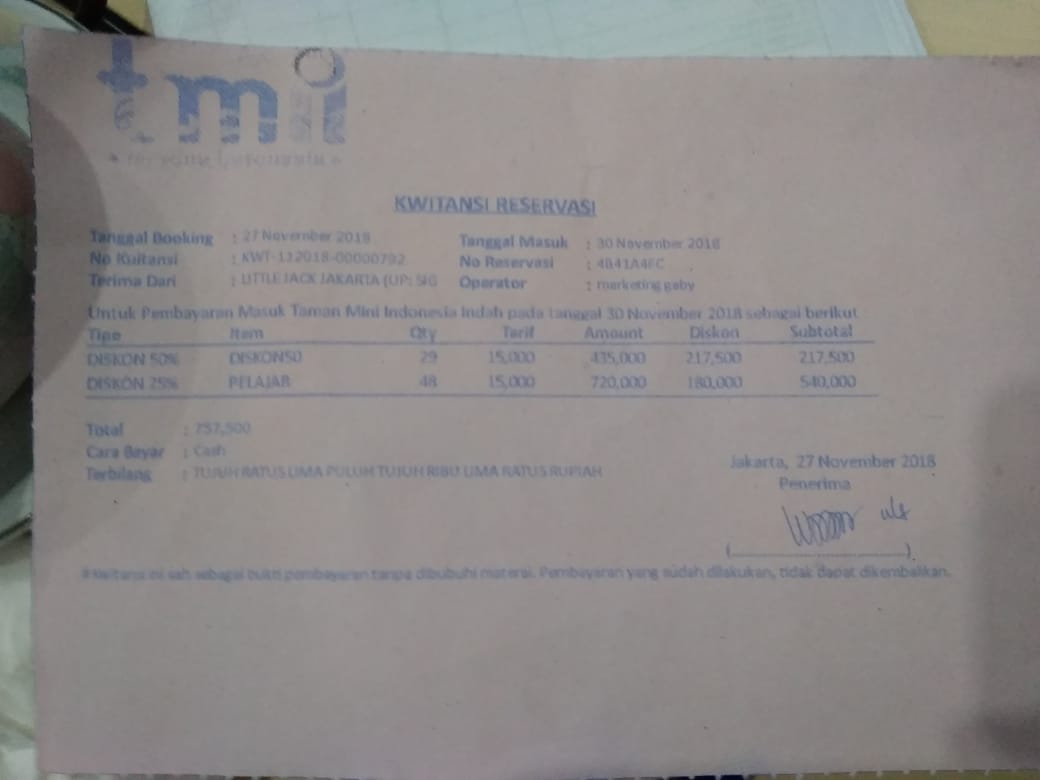 tmii
KWITANSI RESERVASI
Tanggal Booking : 27 November 2018 Tanggal Masuk : 30 November 2018
No Kuitansi : KWT-112018-00000792 No Reservasi : 4B41A4FC
Terima Dari : LITTLE JACK JAKARTA (UP: SIG Operator : marketing gaby
Untuk Pembayaran Masuk Taman Mini Indonesia Indah pada tanggal 30 November 2018 sebagai berikut
Tipe Item Qty Tarif Amount Diskon Subtotal
DISKON 50% DISKON50 29 15,000 435,000 217,500 217,500
DISKON 25% PELAJAR 48 15,000 720,000 180,000 540,000
Total : 757,500
Cara Bayar : Cash
Terbilang : TUJUH RATUS LIMA PULUH TUJUH RIBU LIMA RATUS RUPIAH
Jakarta, 27 November 2018
Penerima
(..............................)
#Kwitansi ini sah sebagai bukti pembayaran tanpa dibubuhi materai. Pembayaran yang sudah dilakukan, tidak dapat dikembalikan.